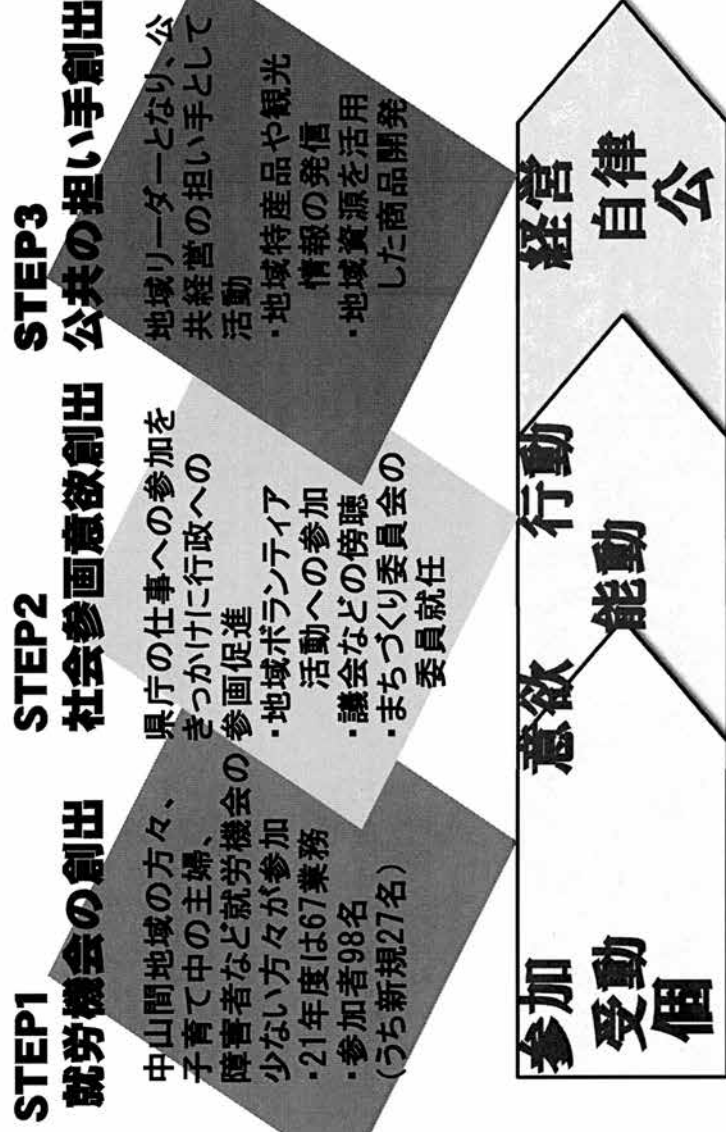 STEP1
就労機会の創出
中山間地域の方々、
子育て中の主婦、
障害者など就労機会の
少ない方々が参加
・21年度は67業務
・参加者98名
(うち新規27名)
STEP2
社会参画意欲創出
県庁の仕事への参加を
きっかけに行政への
参画促進
・地域ボランティア
活動への参加
・議会などの傍聴
・まちづくり委員会の
委員就任
STEP3
公共の担い手創出
地域リーダーとなり、公
共経営の担い手として
活動
・地域特産品や観光
情報の発信
・地域資源を活用
した商品開発
参加 意欲 行動 経営
受動 能動 自律
個 公